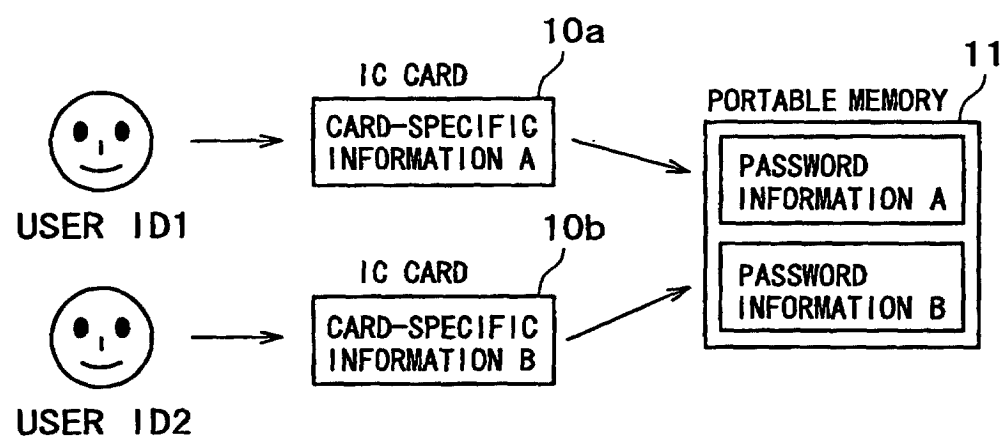 10a
IC CARD
CARD-SPECIFIC
INFORMATION A
USER ID1
11
PORTABLE MEMORY
PASSWORD
INFORMATION A
PASSWORD
INFORMATION B
10b
IC CARD
CARD-SPECIFIC
INFORMATION B
USER ID2